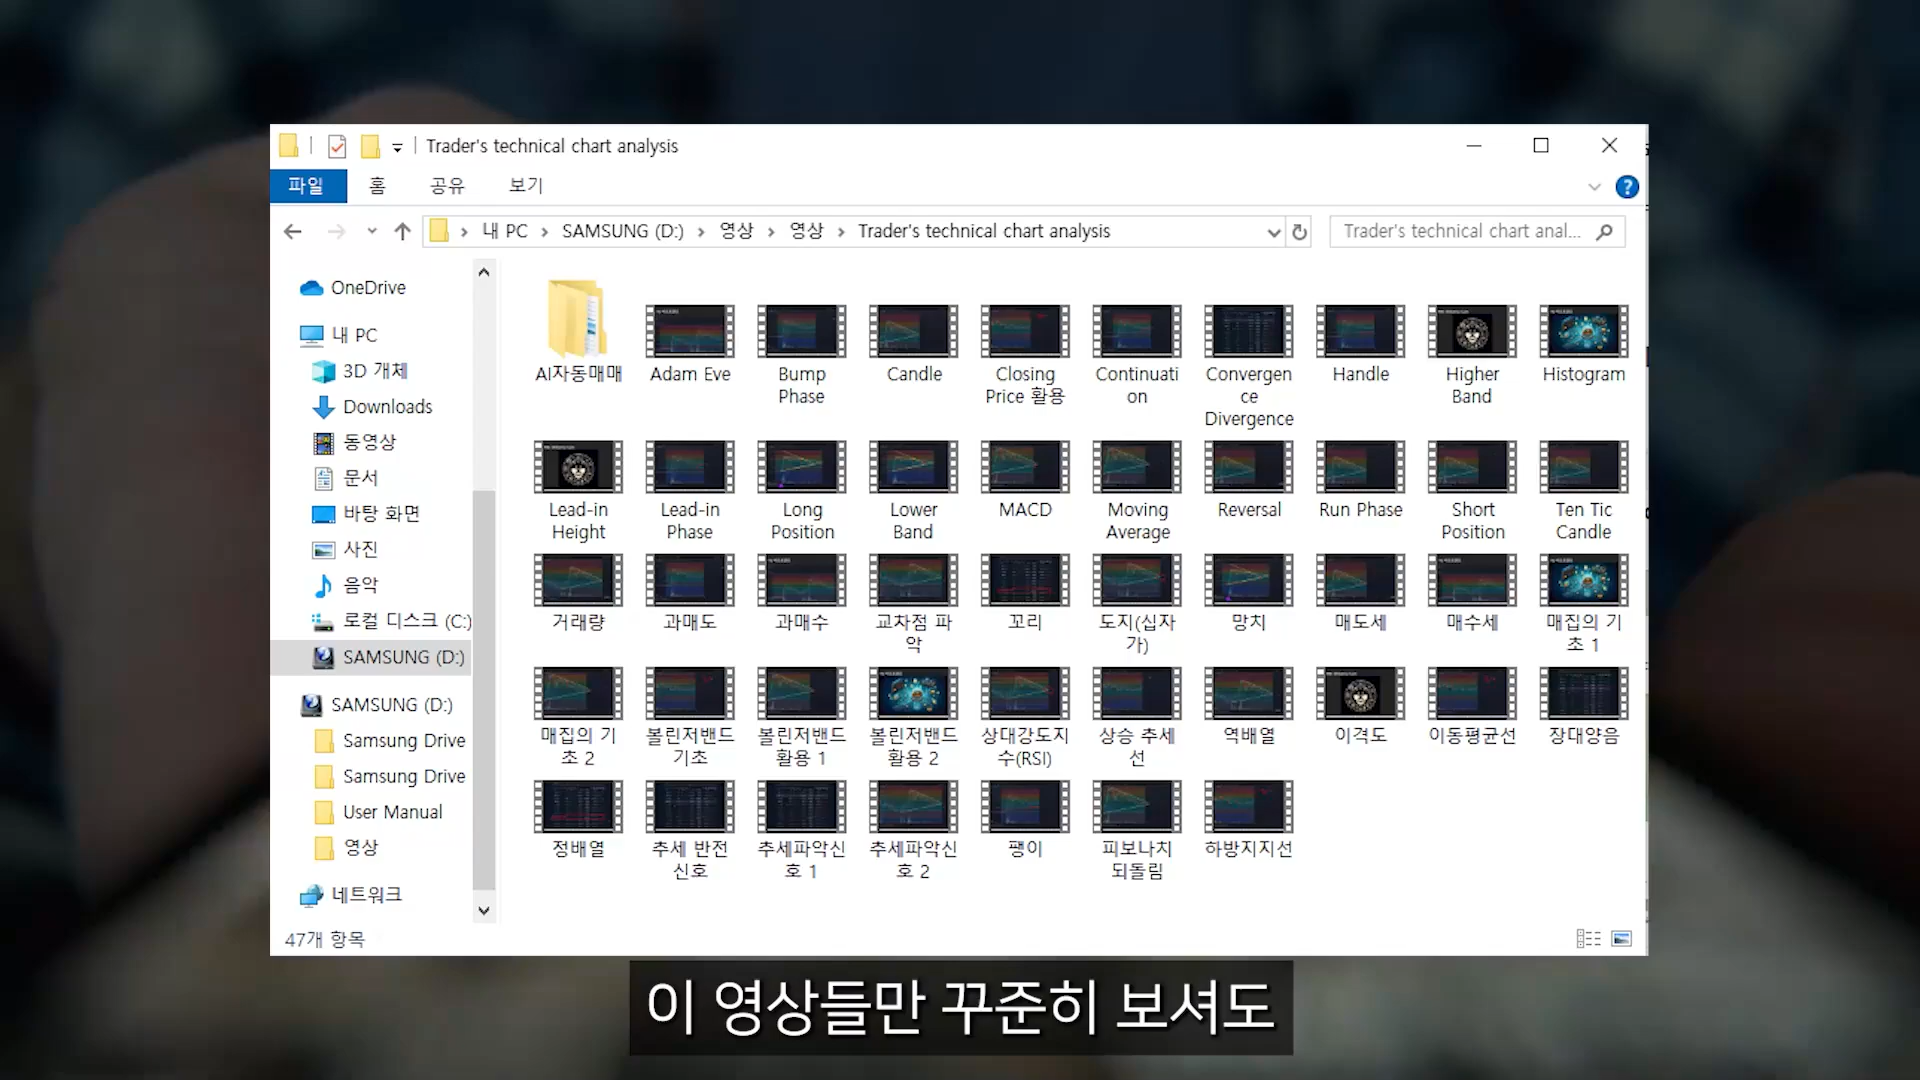 Trader's technical chart analysis
파일 홈 공유 보기
내 PC SAMSUNG (D:) 영상 영상 Trader's technical chart analysis
Trader's technical chart anal...
OneDrive
내 PC
3D 개체
Downloads
동영상
문서
바탕 화면
사진
음악
로컬 디스크 (C:)
SAMSUNG (D:)
SAMSUNG (D:)
Samsung Drive
Samsung Drive
User Manual
영상
네트워크
AI자동매매
Adam Eve
Bump
Phase
Candle
Closing
Price 활용
Continuati
on
Convergen
ce
Divergence
Handle
Higher
Band
Histogram
Lead-in
Height
Lead-in
Phase
Long
Position
Lower
Band
MACD
Moving
Average
Reversal
Run Phase
Short
Position
Ten Tic
Candle
거래량
과매도
과매수
교차점 파
악
꼬리
도지(십자
가)
망치
매도세
매수세
매집의 기
초 1
매집의 기
초 2
볼린저밴드
기초
볼린저밴드
활용 1
볼린저밴드
활용 2
상대강도지
수(RSI)
상승 추세
선
역배열
이격도
이동평균선
장대양음
정배열
추세 반전
신호
추세파악신
호 1
추세파악신
호 2
팽이
피보나치
되돌림
하방지지선
47개 항목
이 영상들만 꾸준히 보셔도